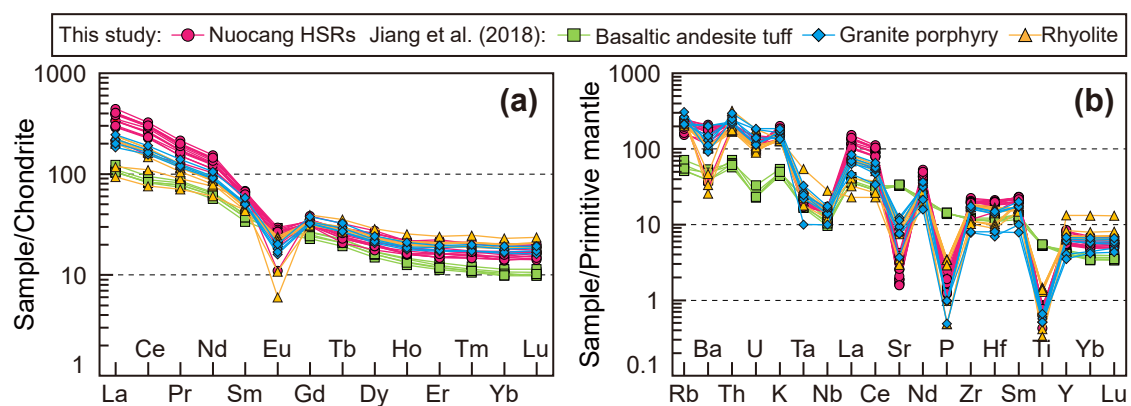 This study: Nuocang HSRs Jiang et al. (2018): Basaltic andesite tuff Granite porphyry Rhyolite
Sample/Chondrite
1000
100
10
1
(a)
Ce Nd Eu Tb Ho Tm Lu
La Pr Sm Gd Dy Er Yb
Sample/Primitive mantle
1000
100
10
1
0.1
(b)
Ba U Ta La Sr P Hf Ti Yb
Rb Th K Nb Ce Nd Zr Sm Y Lu